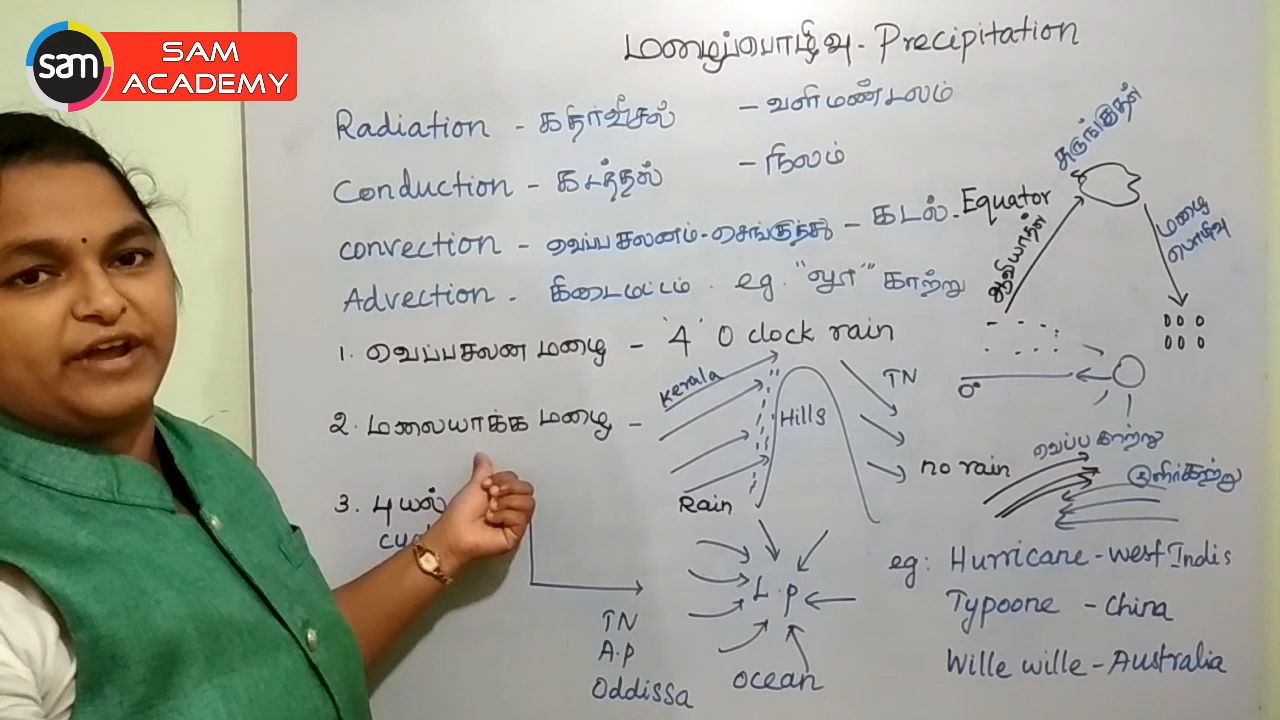 sam
SAM
ACADEMY
மழைப்பொழிவு - Precipitation
Radiation - கதிர்வீசல் - வளிமண்டலம்
Conduction - கடத்தல் - நிலம்
convection - வெப்பசலனம் - செங்குத்து - கடல் - Equator
Advection - கிடைமட்டம். eg. "லூ" காற்று
ஆவியாதல்
சுருங்குதல்
மழை
பொழிவு
0°
1. வெப்பசலன மழை - '4' O clock rain
2. மலையாக்க மழை -
Kerala
Hills
TN
Rain
no rain
3. புயல்
TN
A.P
Oddissa
L.P
ocean
வெப்ப காற்று
குளிர்காற்று
eg: Hurricane - west Indis
Typoone - China
Wille wille - Australia